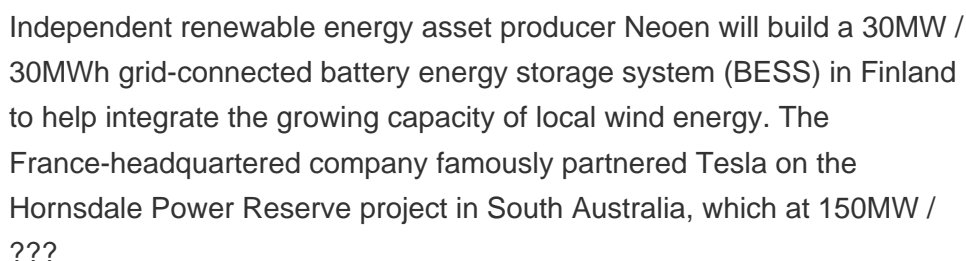 Independent renewable energy asset producer Neoen will build a 30MW /
30MWh grid-connected battery energy storage system (BESS) in Finland
to help integrate the growing capacity of local wind energy. The
France-headquartered company famously partnered Tesla on the
Hornsdale Power Reserve project in South Australia, which at 150MW /
???